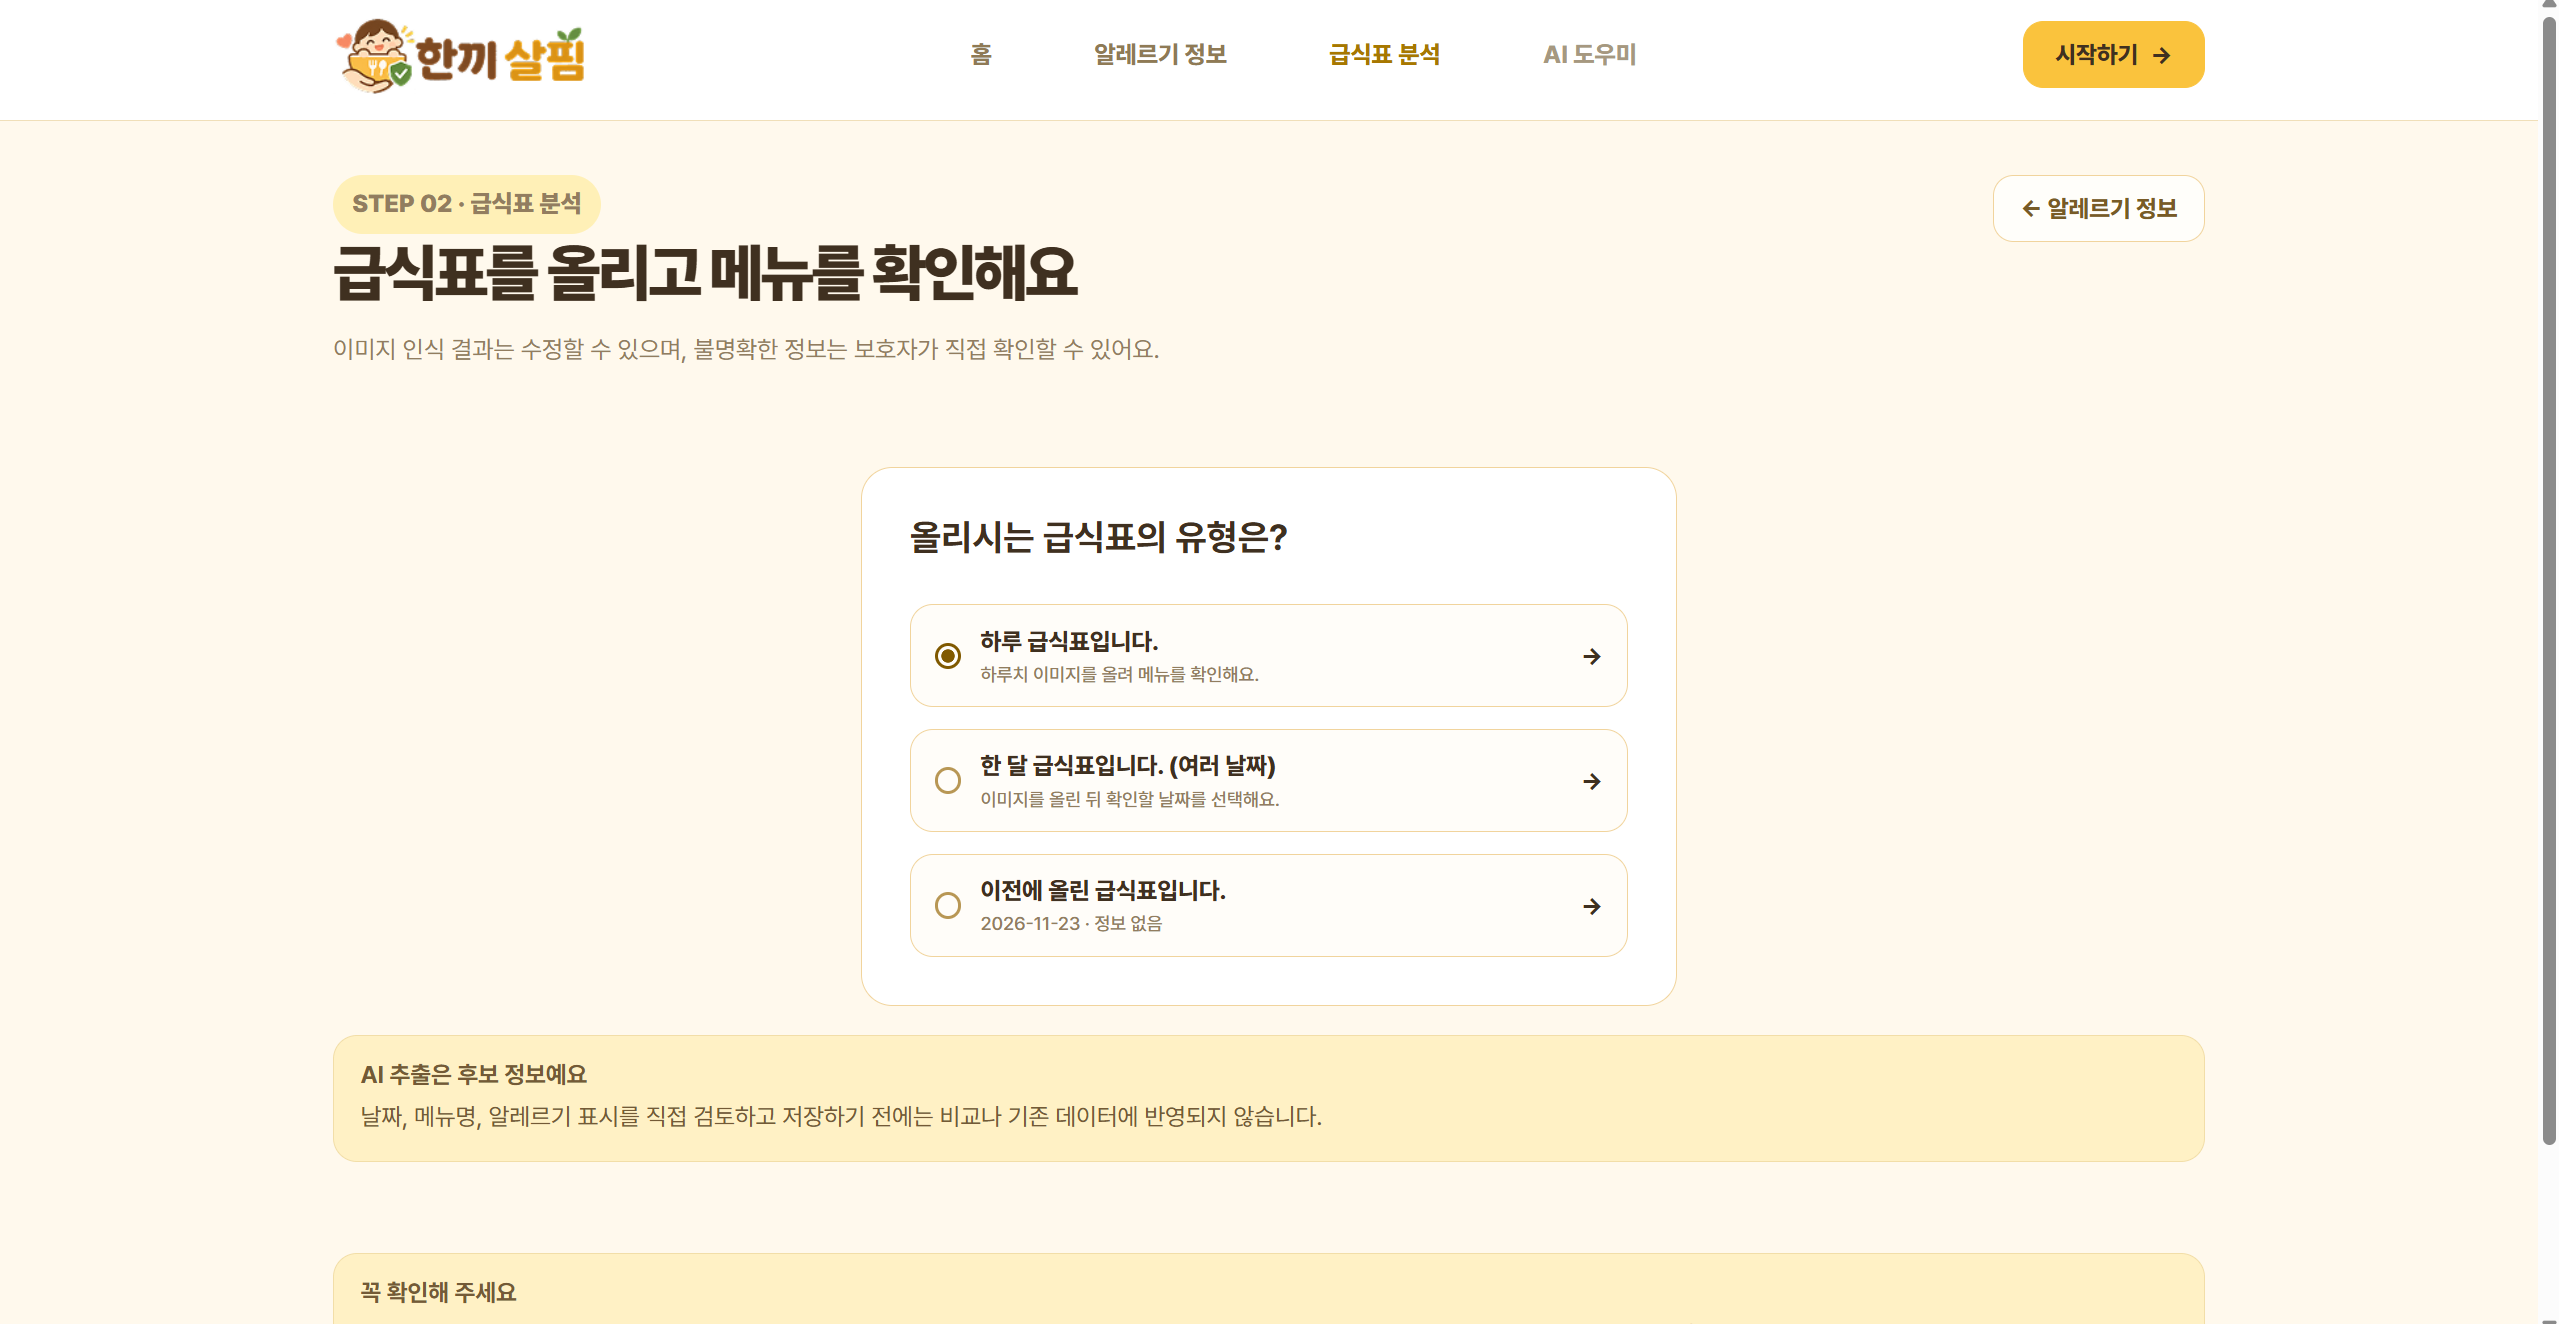 한끼 살핌
홈
알레르기 정보
급식표 분석
AI 도우미
시작하기 →
STEP 02 · 급식표 분석
← 알레르기 정보
급식표를 올리고 메뉴를 확인해요
이미지 인식 결과는 수정할 수 있으며, 불명확한 정보는 보호자가 직접 확인할 수 있어요.
올리시는 급식표의 유형은?
하루 급식표입니다.
하루치 이미지를 올려 메뉴를 확인해요.
→
한 달 급식표입니다. (여러 날짜)
이미지를 올린 뒤 확인할 날짜를 선택해요.
→
이전에 올린 급식표입니다.
2026-11-23 · 정보 없음
→
AI 추출은 후보 정보예요
날짜, 메뉴명, 알레르기 표시를 직접 검토하고 저장하기 전에는 비교나 기존 데이터에 반영되지 않습니다.
꼭 확인해 주세요